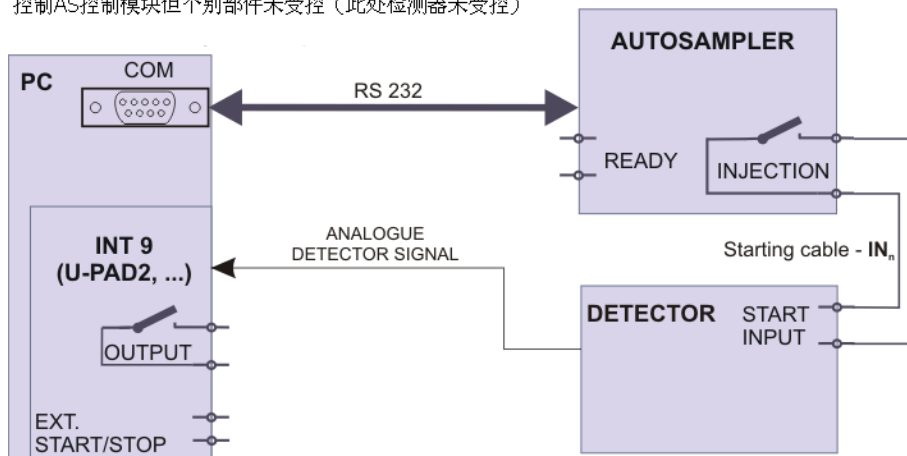 控制AS控制模块但个别部件未受控（此处检测器未受控）
AUTOSAMPLER
PC
COM
RS 232
READY
INJECTION
INT 9
(U-PAD2, ...)
ANALOGUE
DETECTOR SIGNAL
Starting cable - INn
DETECTOR
START
INPUT
OUTPUT
EXT.
START/STOP